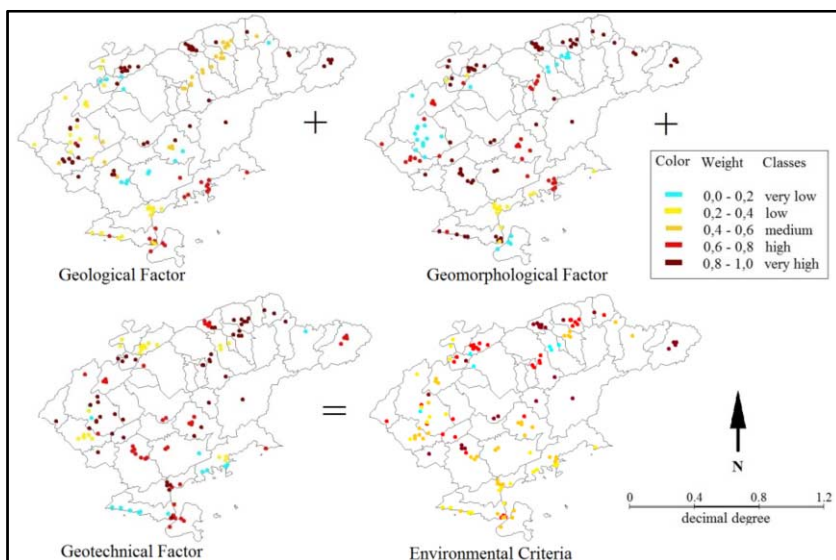 +
+
Color Weight Classes
0,0 - 0,2 very low
0,2 - 0,4 low
0,4 - 0,6 medium
0,6 - 0,8 high
0,8 - 1,0 very high
Geological Factor
Geomorphological Factor
=
N
0 0,4 0,8 1.2
decimal degree
Geotechnical Factor
Environmental Criteria